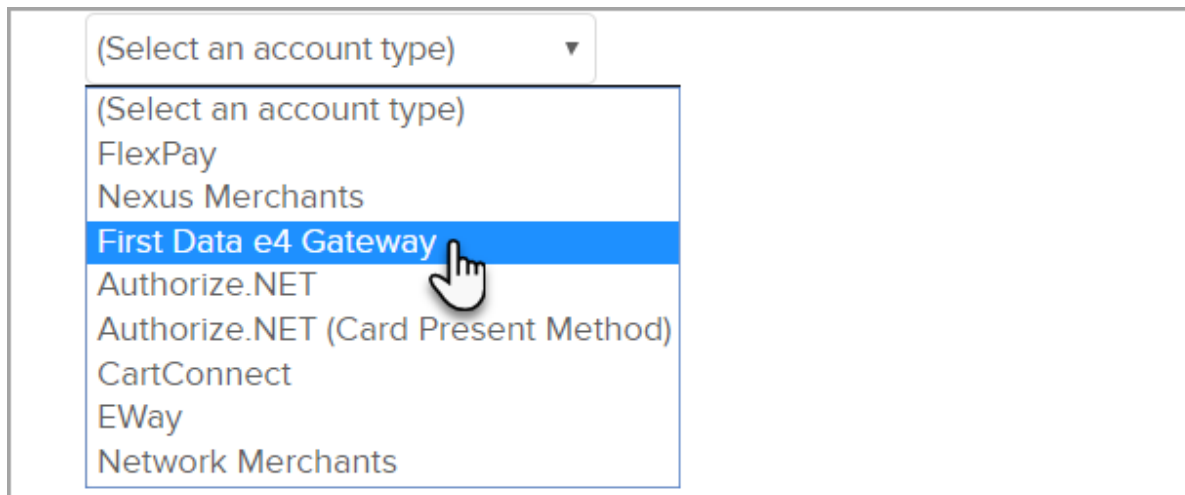 (Select an account type)
(Select an account type)
FlexPay
Nexus Merchants
First Data e4 Gateway
Authorize.NET
Authorize.NET (Card Present Method)
CartConnect
EWay
Network Merchants